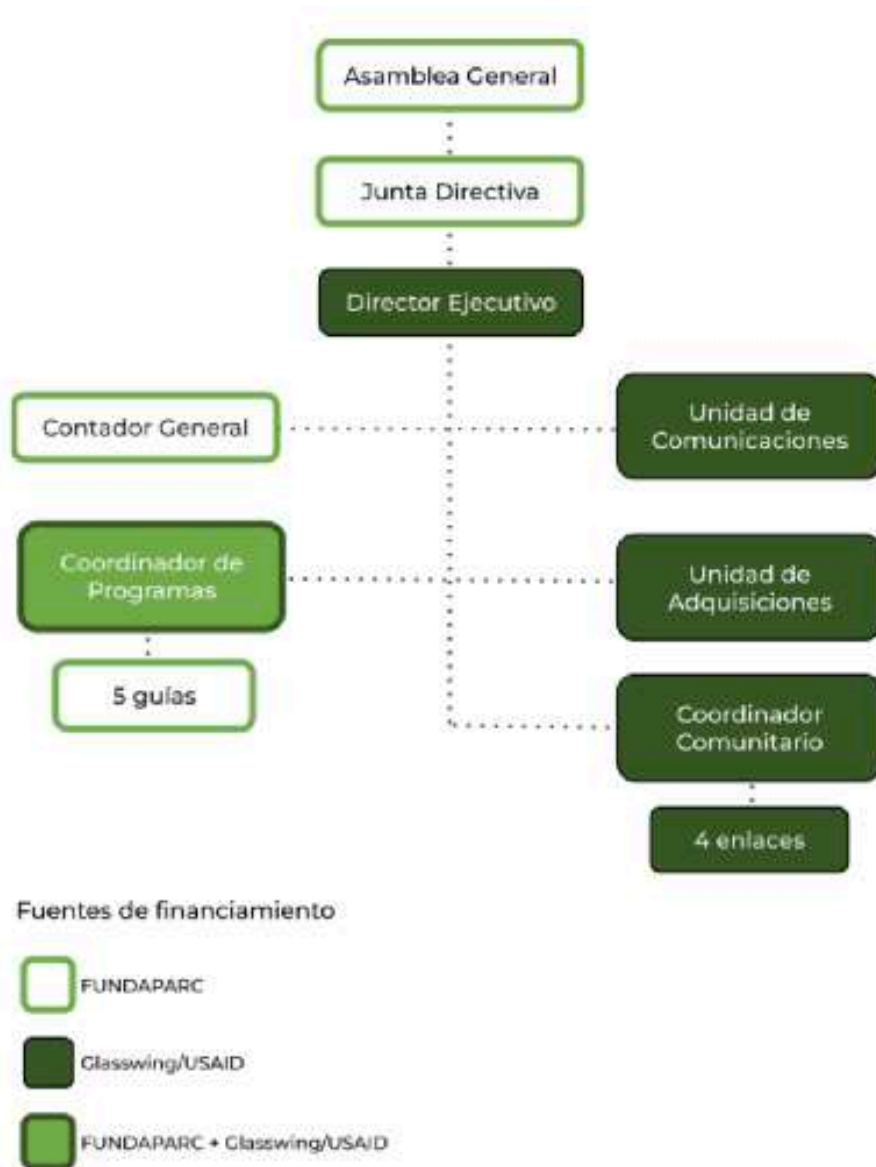 Asamblea General
Junta Directiva
Director Ejecutivo
Contador General
Unidad de
Comunicaciones
Coordinador de
Programas
Unidad de
Adquisiciones
5 guías
Coordinador
Comunitario
4 enlaces
Fuentes de financiamiento
FUNDAPARC
Glasswing/USAID
FUNDAPARC + Glasswing/USAID